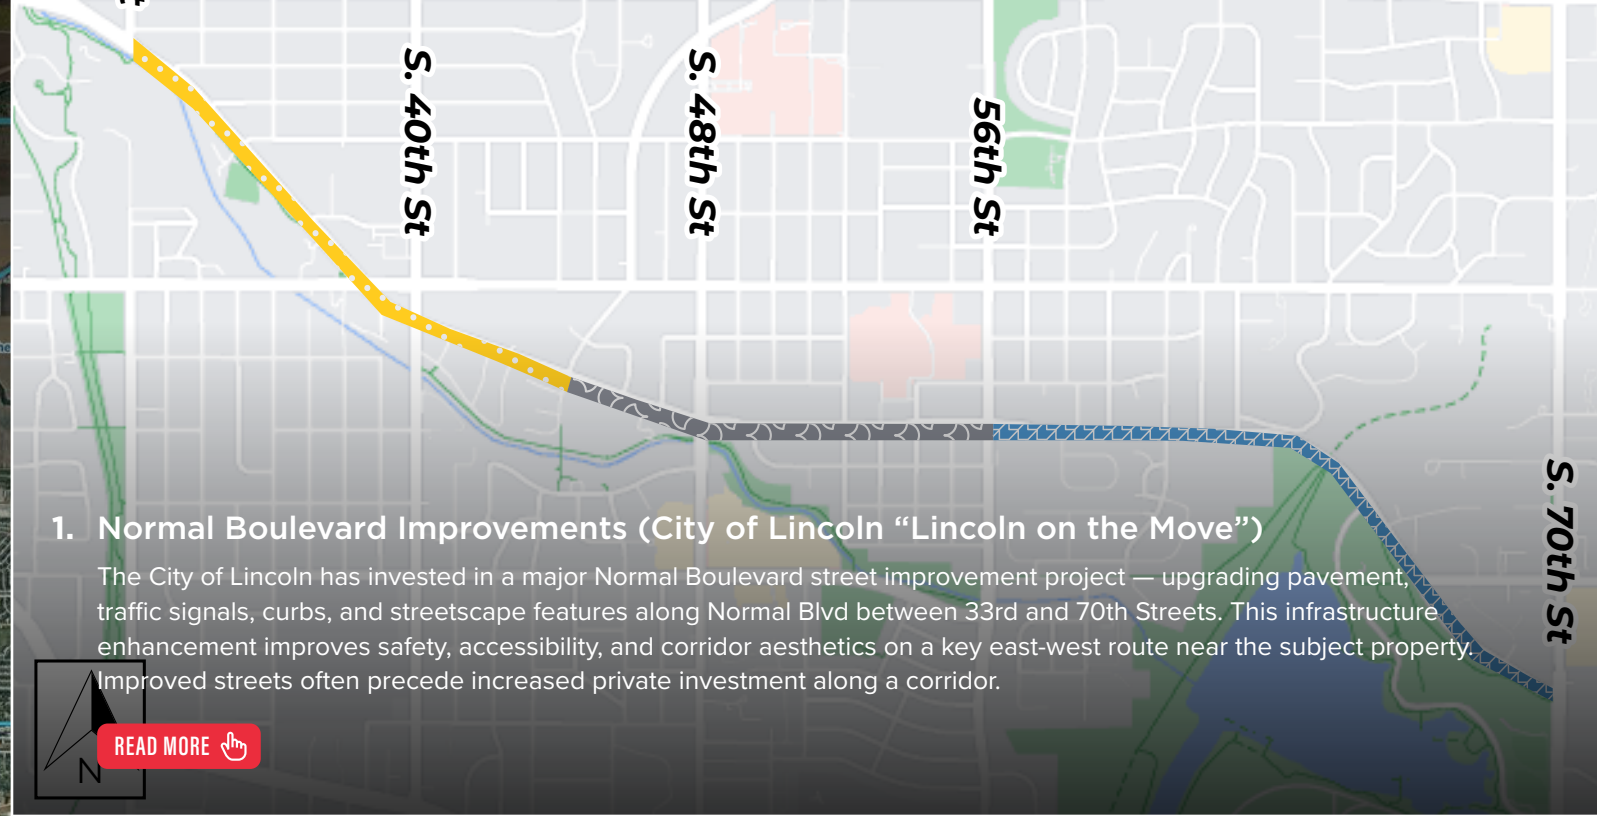 S. 40th St
S. 48th St
56th St
S. 70th St
1. Normal Boulevard Improvements (City of Lincoln “Lincoln on the Move”)
The City of Lincoln has invested in a major Normal Boulevard street improvement project — upgrading pavement,
traffic signals, curbs, and streetscape features along Normal Blvd between 33rd and 70th Streets. This infrastructure
enhancement improves safety, accessibility, and corridor aesthetics on a key east-west route near the subject property.
Improved streets often precede increased private investment along a corridor.
READ MORE
N